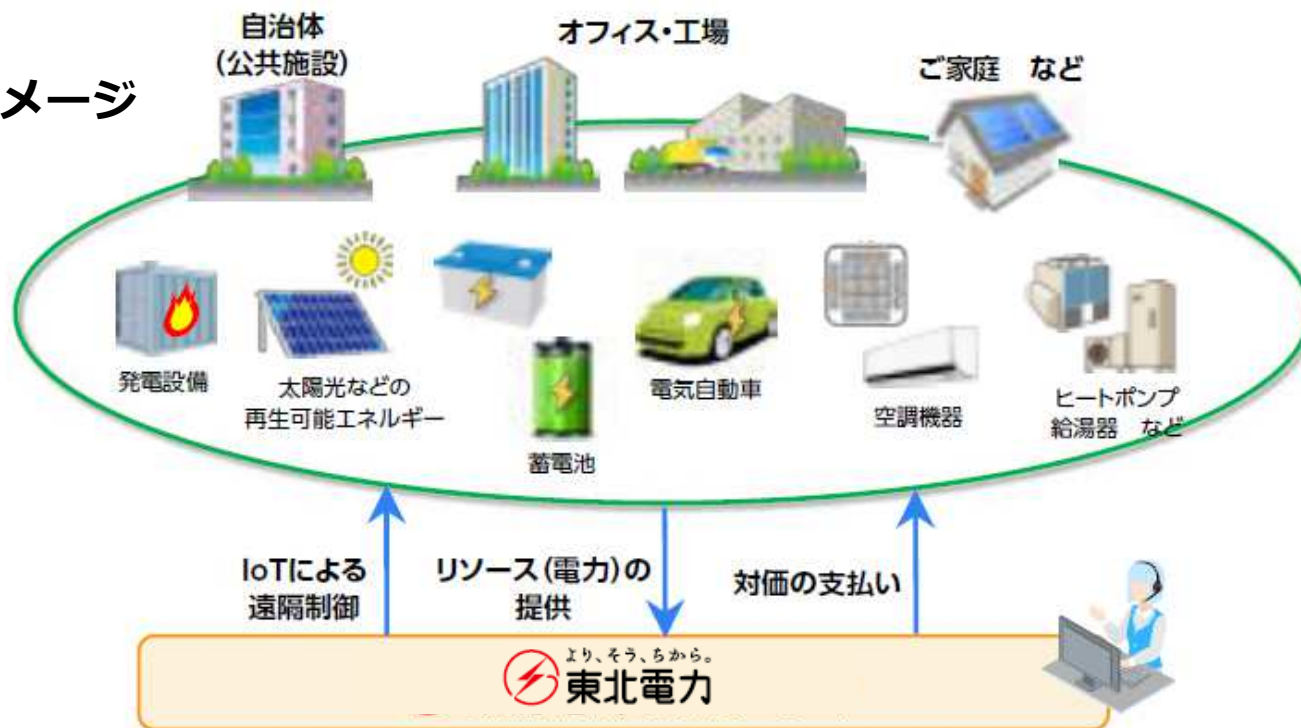 メージ
自治体
（公共施設）
オフィス・工場
ご家庭　など
発電設備
太陽光などの
再生可能エネルギー
蓄電池
電気自動車
空調機器
ヒートポンプ
給湯器　など
IoTによる
遠隔制御
リソース（電力）の
提供
対価の支払い
より、そう、ちから。
東北電力